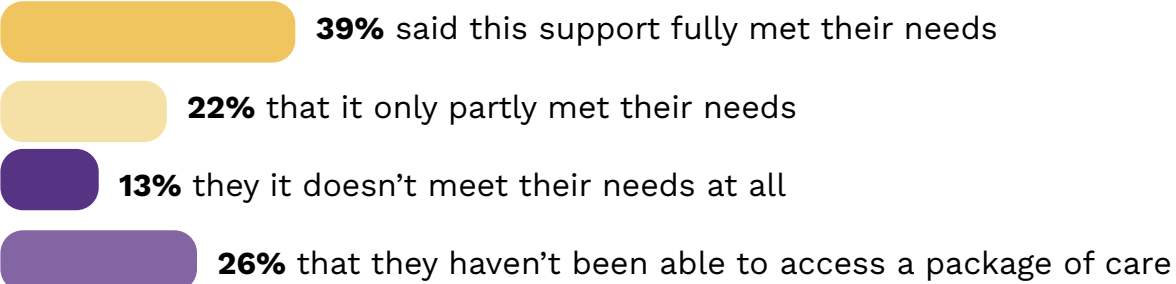 39% said this support fully met their needs
22% that it only partly met their needs
13% they it doesn’t meet their needs at all
26% that they haven’t been able to access a package of care